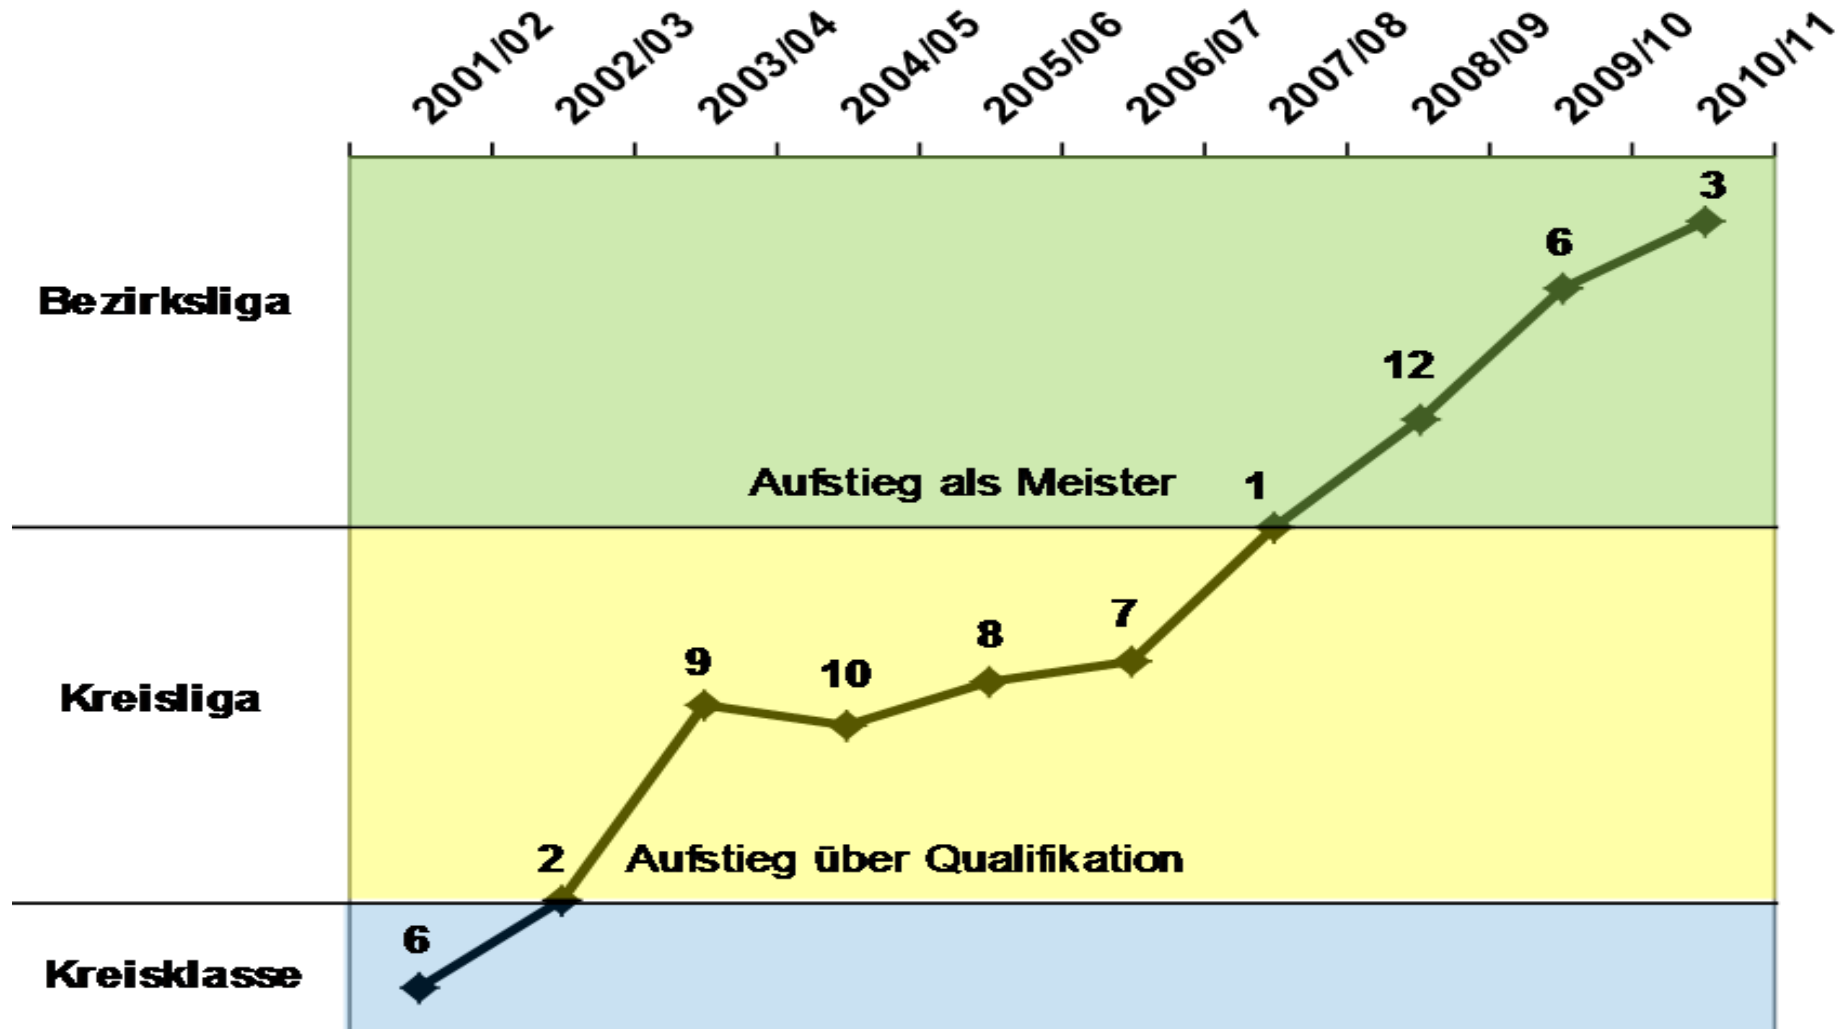 2001/02 2002/03 2003/04 2004/05 2005/06 2006/07 2007/08 2008/09 2009/10 2010/11
3
6
Bezirksliga
12
Aufstieg als Meister 1
7
8
9 10
Kreisliga
2 Aufstieg über Qualifikation
6
Kreisklasse